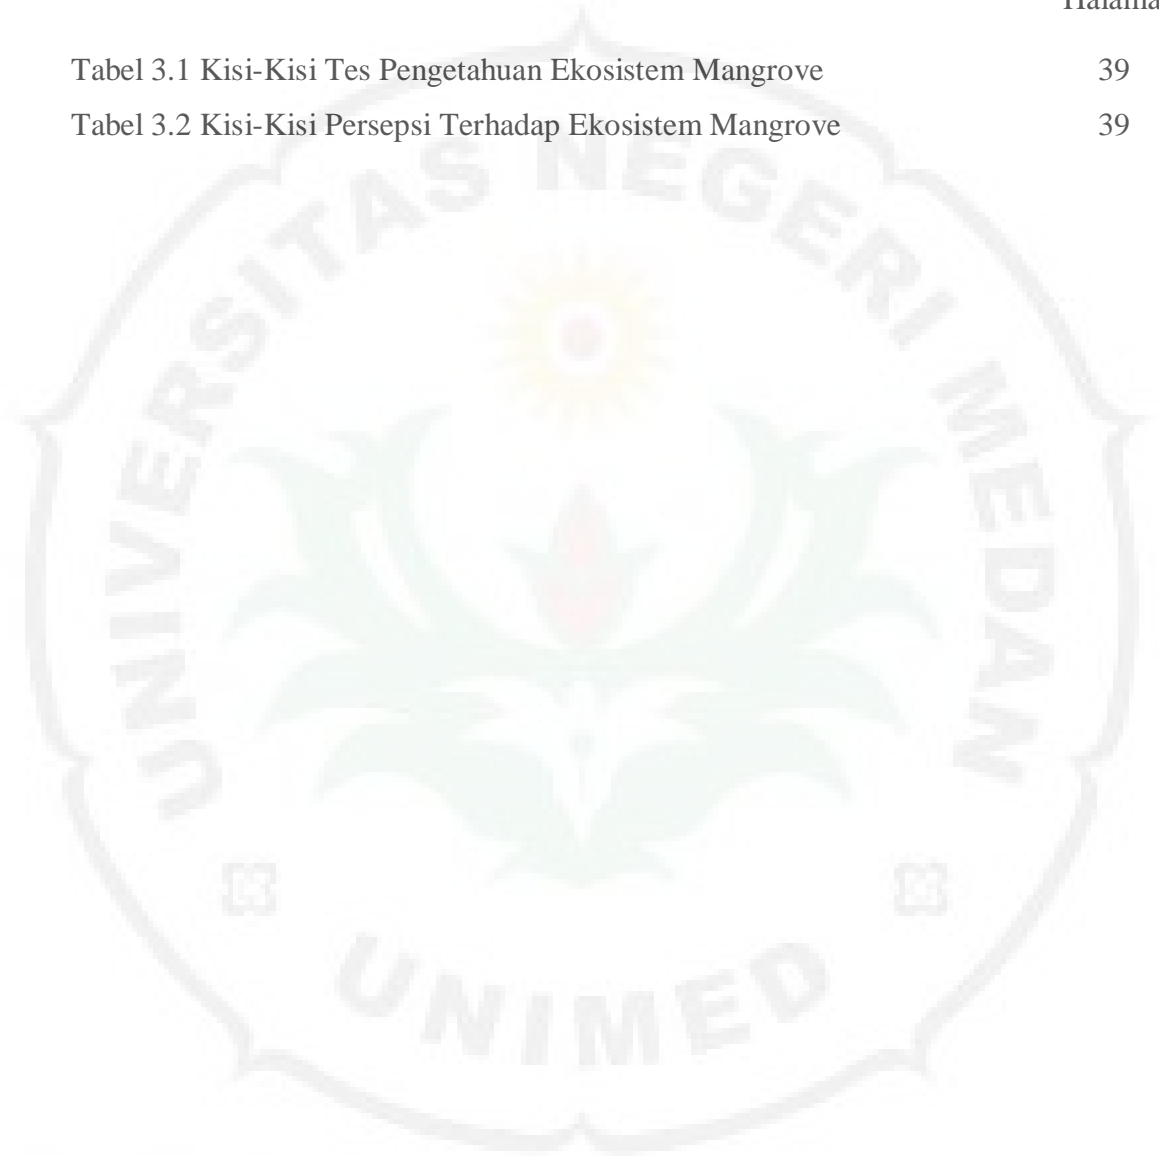 Halama
Tabel 3.1 Kisi-Kisi Tes Pengetahuan Ekosistem Mangrove 39
Tabel 3.2 Kisi-Kisi Persepsi Terhadap Ekosistem Mangrove 39
UNIVERSITAS NEGERI MEDAN
UNIMED